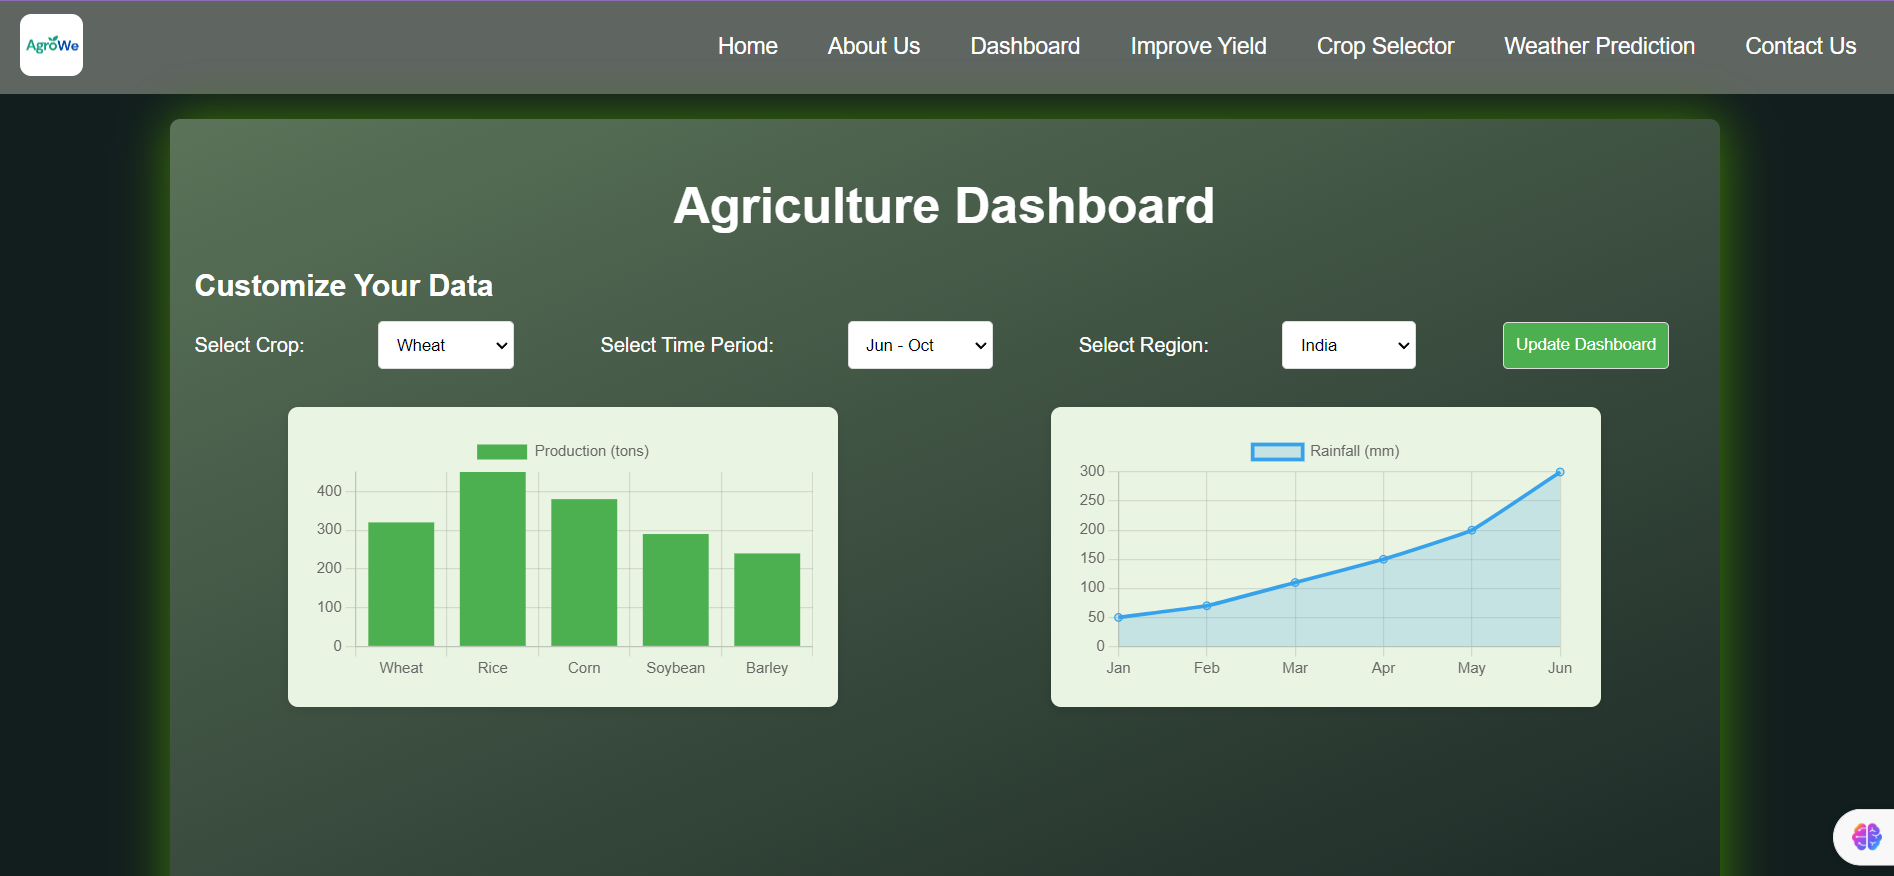 AgroWe
Home About Us Dashboard Improve Yield Crop Selector Weather Prediction Contact Us
Agriculture Dashboard
Customize Your Data
Select Crop: Wheat Select Time Period: Jun - Oct Select Region: India Update Dashboard
Production (tons)
400
300
200
100
0
Wheat Rice Corn Soybean Barley
Rainfall (mm)
300
250
200
150
100
50
0
Jan Feb Mar Apr May Jun